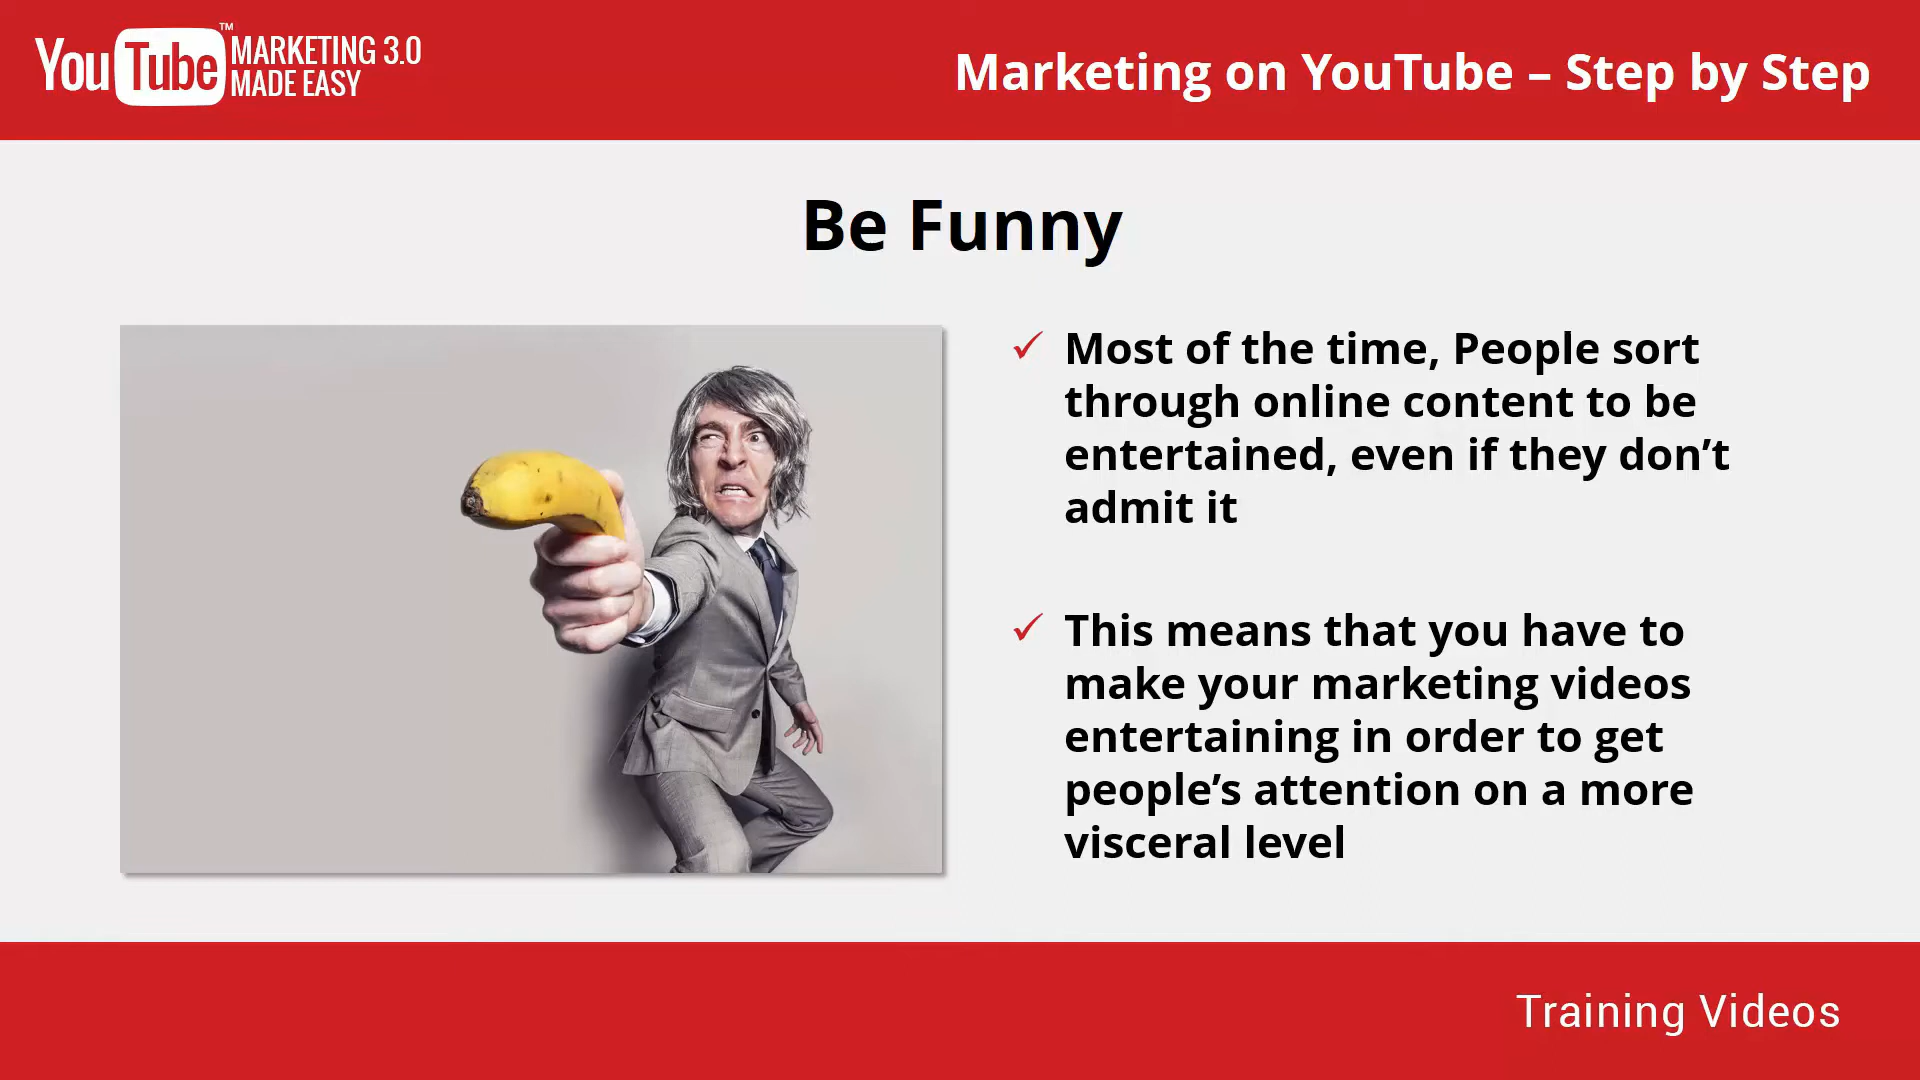 YouTube™ MARKETING 3.0
MADE EASY
Marketing on YouTube – Step by Step
Be Funny
✓ Most of the time, People sort
through online content to be
entertained, even if they don’t
admit it
✓ This means that you have to
make your marketing videos
entertaining in order to get
people’s attention on a more
visceral level
Training Videos